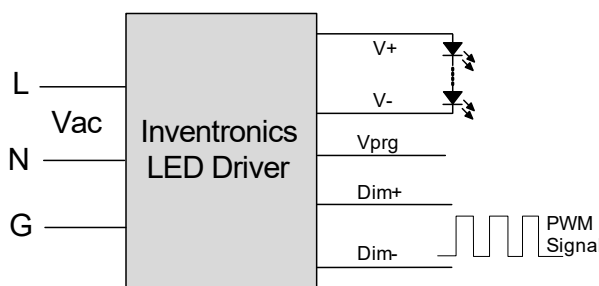 L
Vac
N
G
Inventronics
LED Driver
V+
V-
Vprg
Dim+
Dim-
PWM
Signa